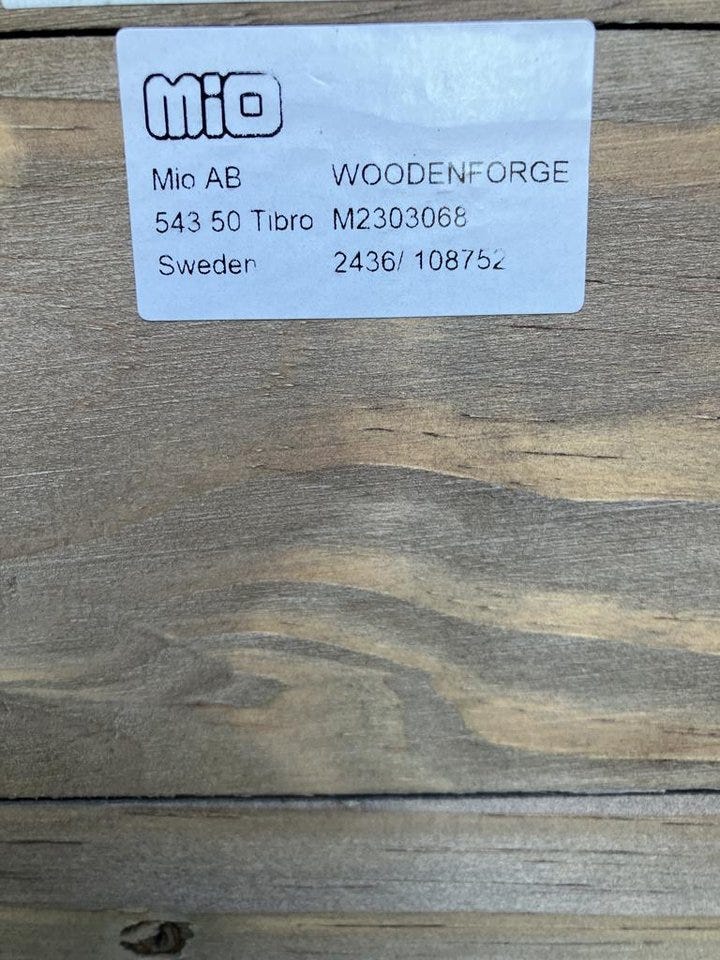 MiO
Mio AB
543 50 Tibro
Sweden
WOODENFORGE
M2303068
2436/ 108752